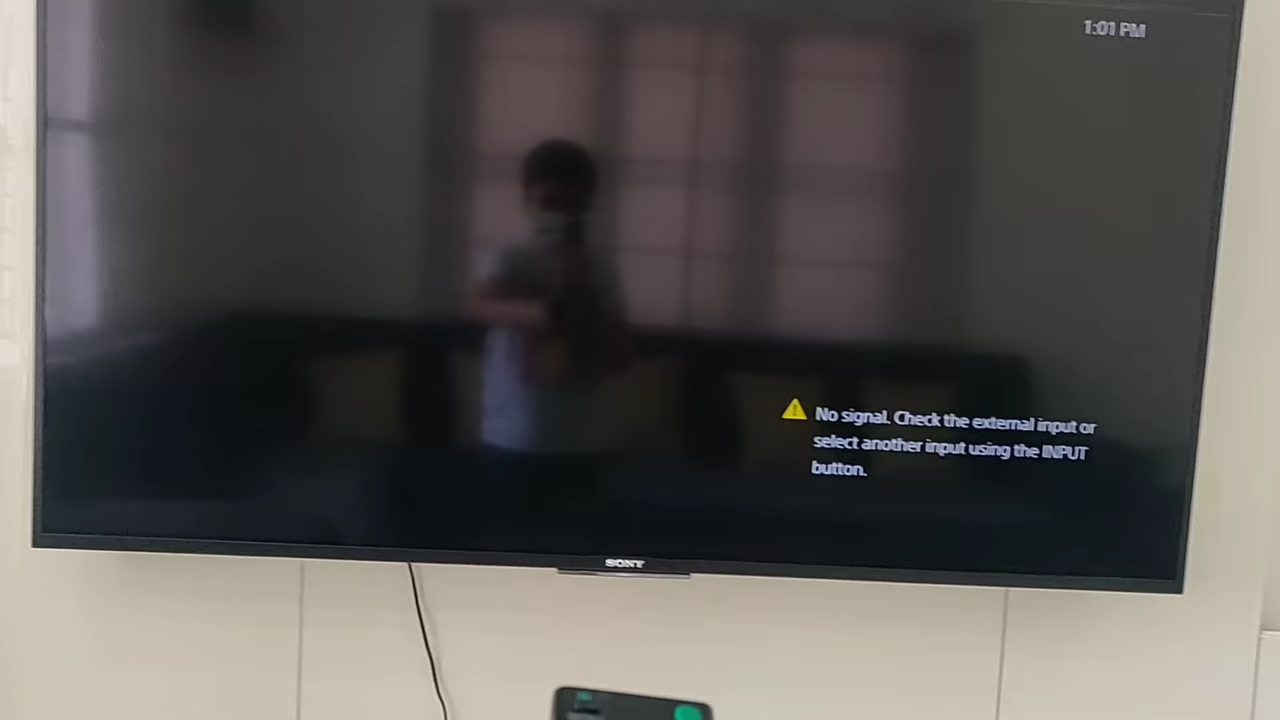 1:01 PM
No signal. Check the external input or
select another input using the INPUT
button.
SONY